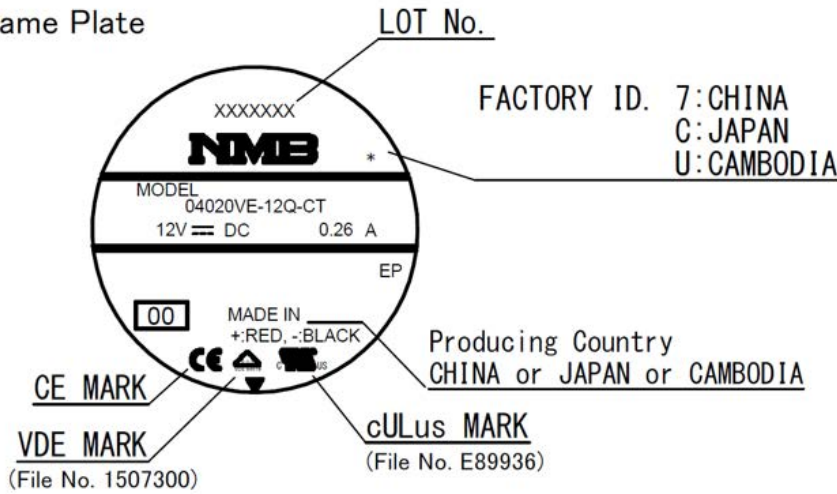 ame Plate
LOT No.
XXXXXXX
NMB
*
FACTORY ID. 7:CHINA
C:JAPAN
U:CAMBODIA
MODEL
04020VE-12Q-CT
12V DC 0.26 A
EP
00
MADE IN
+:RED, -:BLACK
CE
C US
Producing Country
CHINA or JAPAN or CAMBODIA
CE MARK
VDE MARK
(File No. 1507300)
cULus MARK
(File No. E89936)